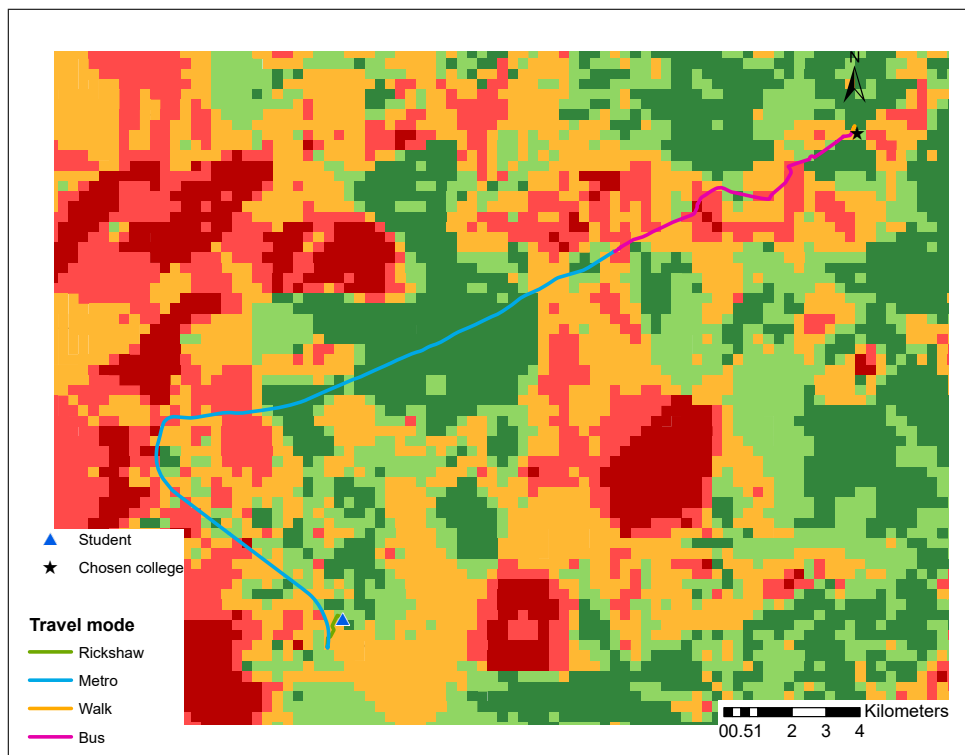 N
Student
Chosen college
Travel mode
Rickshaw
Metro
Walk
Bus
Kilometers
00.51 2 3 4